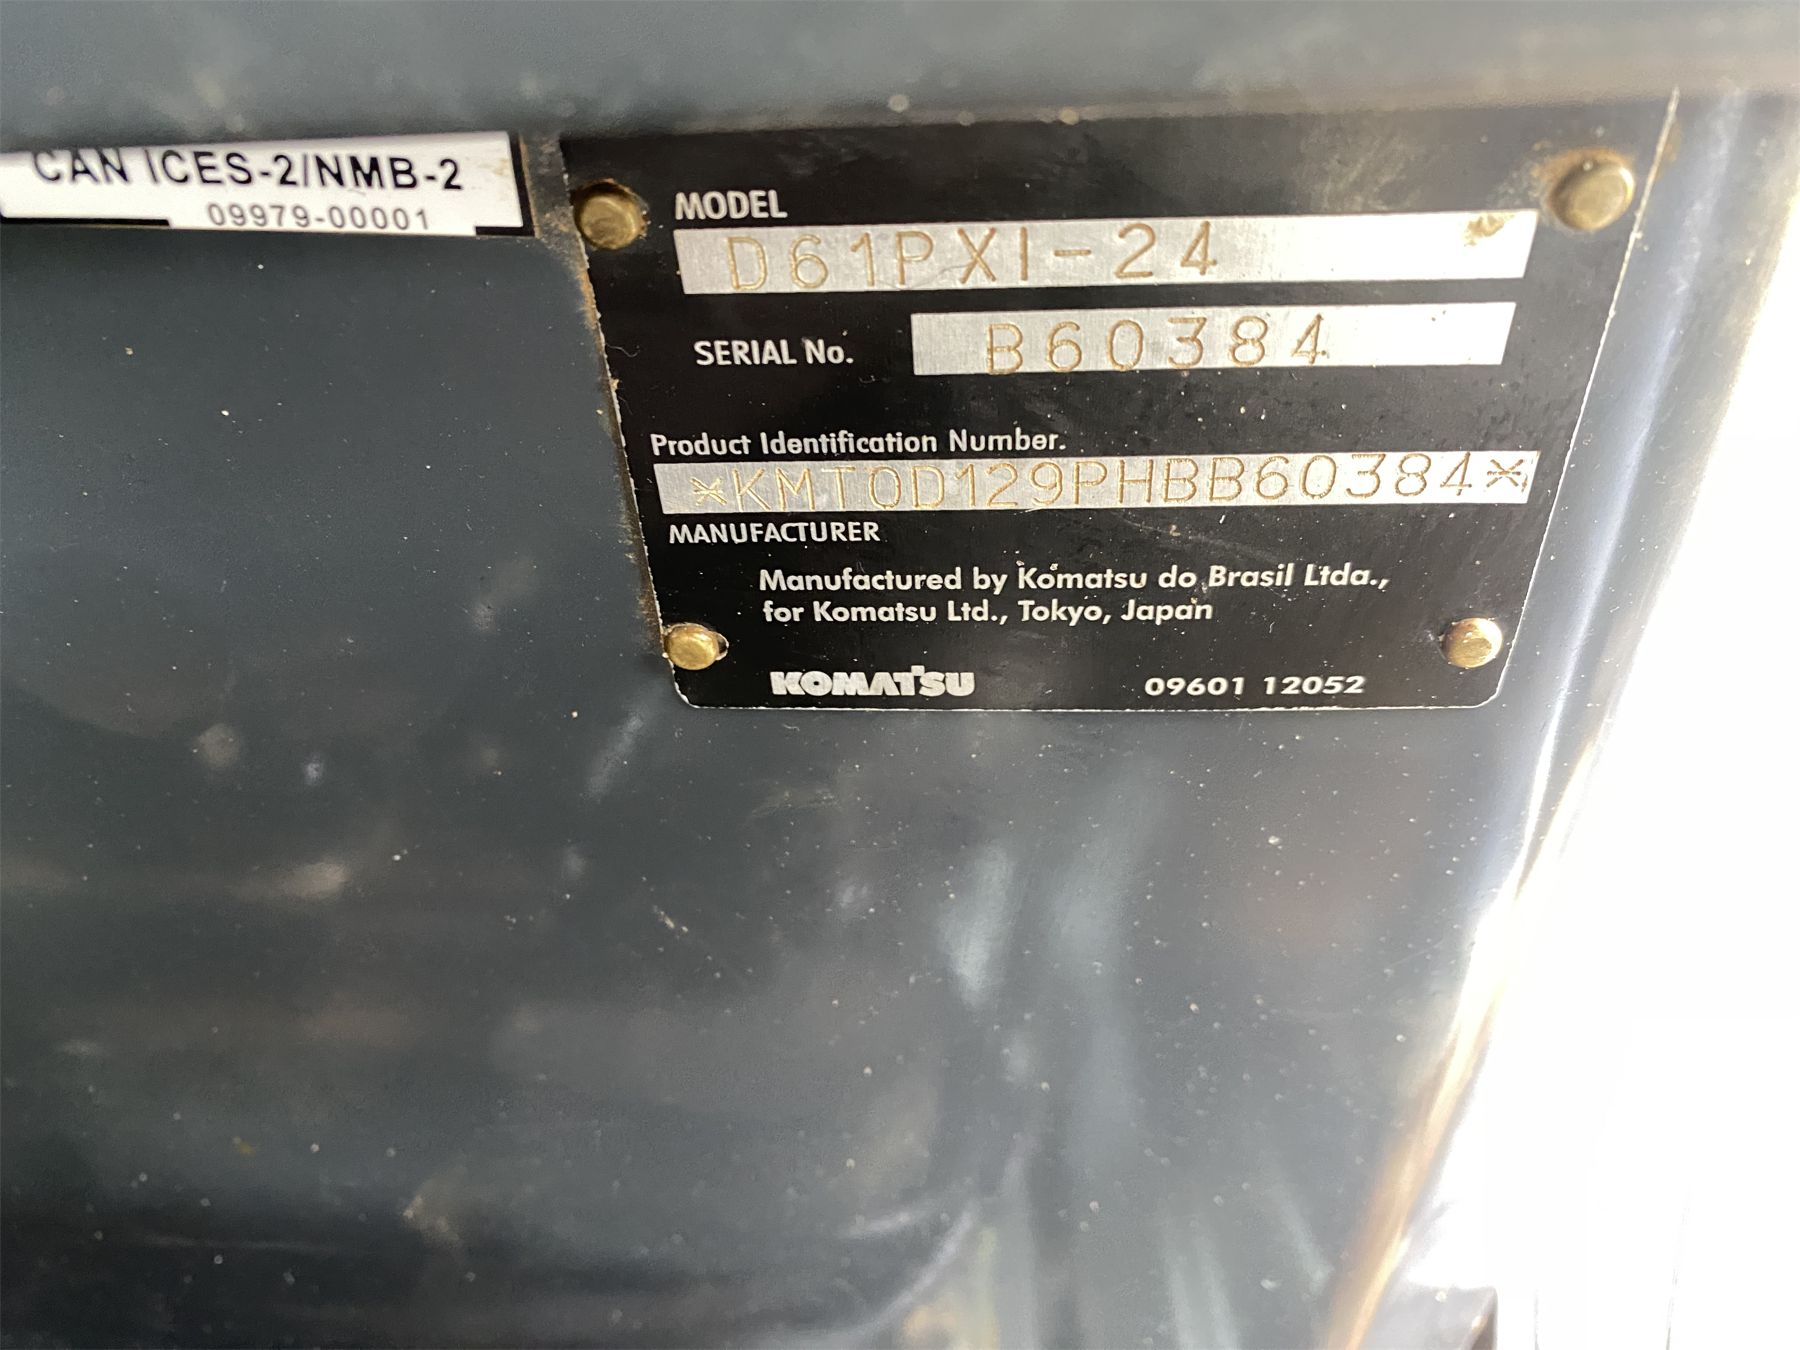 CAN ICES-2/NMB-2
09979-00001
MODEL
D61PXI-24
SERIAL No.
B60384
Product Identification Number.
*KMT0D129PHBB60384*
MANUFACTURER
Manufactured by Komatsu do Brasil Ltda.,
for Komatsu Ltd., Tokyo, Japan
KOMATSU
09601 12052